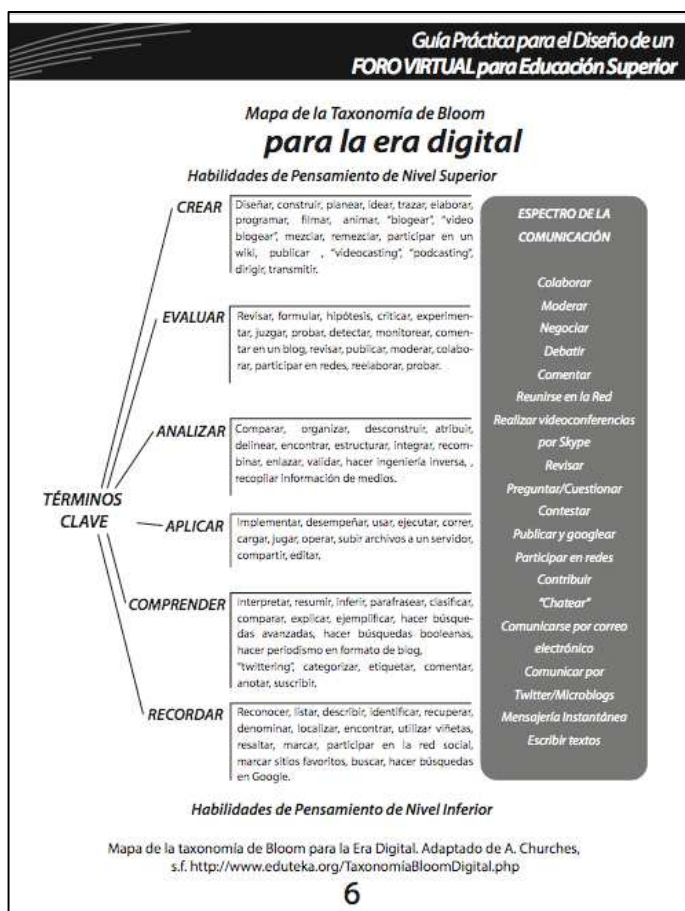 Guía Práctica para el Diseño de un
FORO VIRTUAL para Educación Superior
Mapa de la Taxonomía de Bloom
para la era digital
Habilidades de Pensamiento de Nivel Superior
TÉRMINOS
CLAVE
CREAR
Diseñar, construir, planear, idear, trazar, elaborar,
programar, filmar, animar, "blogear", "video
blogear", mezclar, remezclar, participar en un
wiki, publicar , "videocasting", "podcasting",
dirigir, transmitir.
EVALUAR
Revisar, formular, hipótesis, criticar, experimen-
tar, juzgar, probar, detectar, monitorear, comen-
tar en un blog, revisar, publicar, moderar, colabo-
rar, participar en redes, reelaborar, probar.
ANALIZAR
Comparar, organizar, desconstruir, atribuir,
delinear, encontrar, estructurar, integrar, recom-
binar, enlazar, validar, hacer ingeniería inversa, ,
recopilar información de medios.
APLICAR
Implementar, desempeñar, usar, ejecutar, correr,
cargar, jugar, operar, subir archivos a un servidor,
compartir, editar.
COMPRENDER
Interpretar, resumir, inferir, parafrasear, clasificar,
comparar, explicar, ejemplificar, hacer búsque-
das avanzadas, hacer búsquedas booleanas,
hacer periodismo en formato de blog,
"twittering", categorizar, etiquetar, comentar,
anotar, suscribir.
RECORDAR
Reconocer, listar, describir, identificar, recuperar,
denominar, localizar, encontrar, utilizar viñetas,
resaltar, marcar, participar en la red social,
marcar sitios favoritos, buscar, hacer búsquedas
en Google.
ESPECTRO DE LA
COMUNICACIÓN
Colaborar
Moderar
Negociar
Debatir
Comentar
Reunirse en la Red
Realizar videoconferencias
por Skype
Revisar
Preguntar/Cuestionar
Contestar
Publicar y googlear
Participar en redes
Contribuir
"Chatear"
Comunicarse por correo
electrónico
Comunicar por
Twitter/Microblogs
Mensajería Instantánea
Escribir textos
Habilidades de Pensamiento de Nivel Inferior
Mapa de la taxonomía de Bloom para la Era Digital. Adaptado de A. Churches,
s.f. http://www.eduteka.org/TaxonomiaBloomDigital.php
6